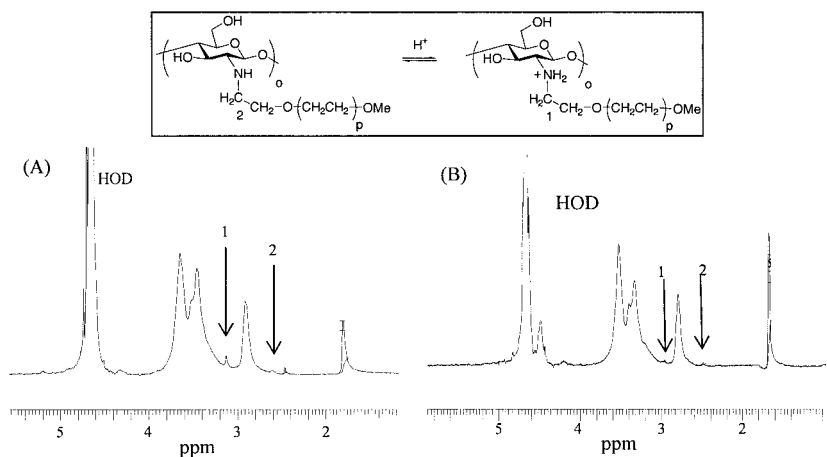 OH
O
HO
NH
O
o
H₂C
2
CH₂–O–(CH₂CH₂–)OMe
p
H⁺
OH
O
HO
+NH₂
O
o
H₂C
1
CH₂–O–(CH₂CH₂–)OMe
p
(A)
HOD
1
2
5 4 3 2
ppm
(B)
HOD
1
2
5 4 3 2
ppm